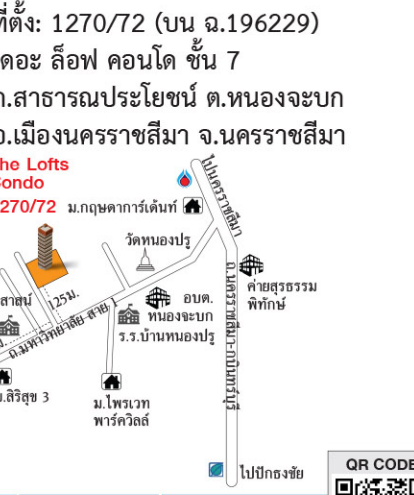 ที่ตั้ง: 1270/72 (บน ฉ.196229)
เดอะ ล็อฟ คอนโด ชั้น 7
ถ.สาธารณประโยชน์ ต.หนองจะบก
อ.เมืองนครราชสีมา จ.นครราชสีมา
The Lofts
Condo
1270/72
ม.กฤษดาการ์เด้นท์
ไปนครราชสีมา
วัดหนองปรู
125ม.
ค่ายสุรธรรม
พิทักษ์
อบต.
หนองจะบก
ร.ร.บ้านหนองปรู
ถ.มหาวิทยาลัย สาย 1
ถ.นครราชสีมา-กบินทร์บุรี
ม.สิริสุข 3
ม.ไพรเวท
พาร์ควิลล์
ไปปักธงชัย
QR CODE